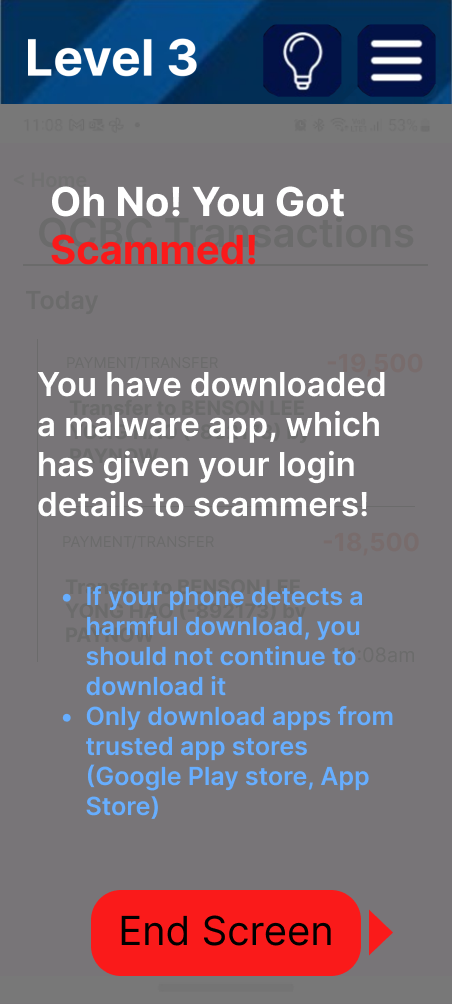 Level 3
11:08
53%
< Home
Oh No! You Got
OCBC Transactions
Scammed!
Today
PAYMENT/TRANSFER
-19,500
You have downloaded
Transfer to BENSON LEE
a malware app, which
PAYNOW
has given your login
details to scammers!
PAYMENT/TRANSFER
-18,500
Transfer to BENSON LEE
• If your phone detects a
YONG HAO (-892173) by
harmful download, you
PAYNOW
should not continue to
:08am
download it
• Only download apps from
trusted app stores
(Google Play store, App
Store)
End Screen